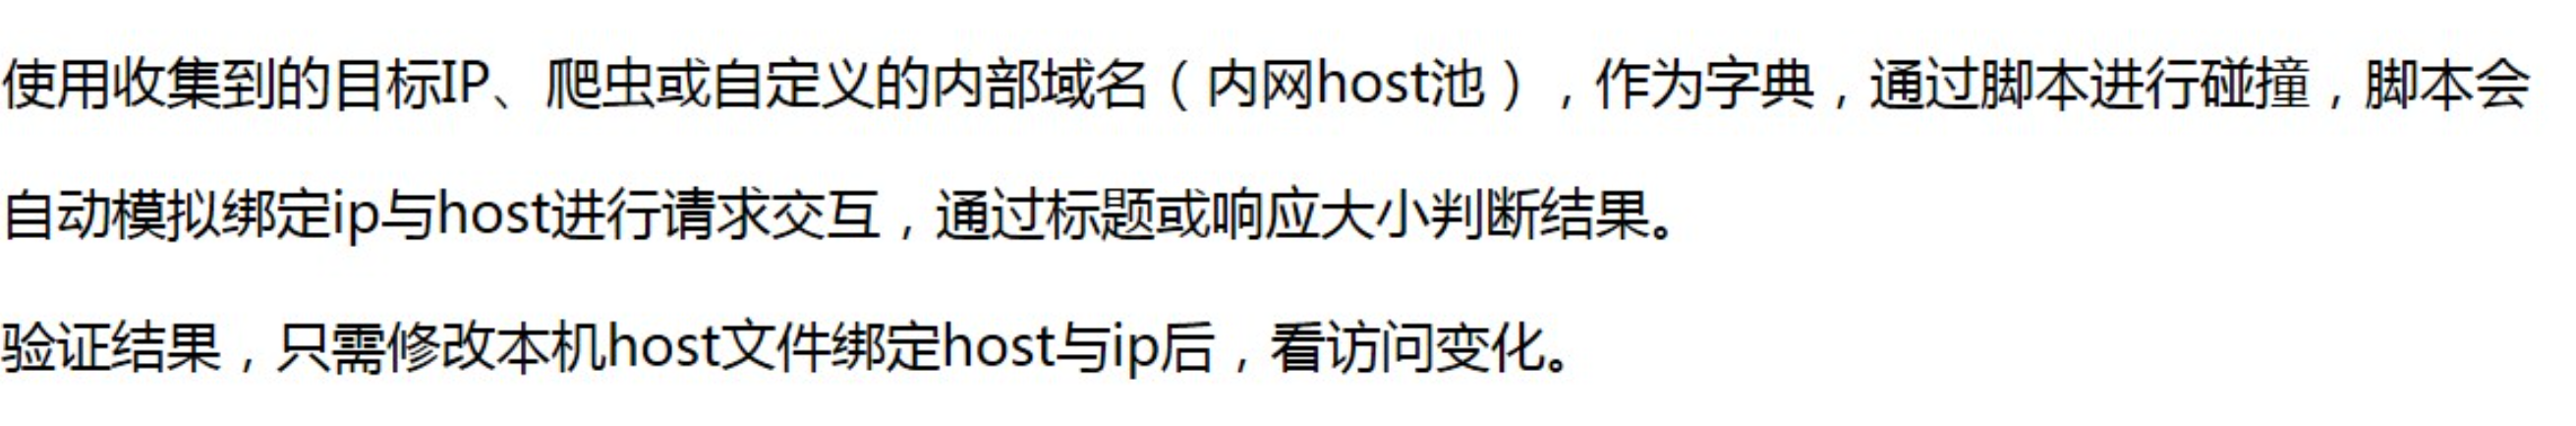 使用收集到的目标IP、爬虫或自定义的内部域名（内网host池），作为字典，通过脚本进行碰撞，脚本会
自动模拟绑定ip与host进行请求交互，通过标题或响应大小判断结果。
验证结果，只需修改本机host文件绑定host与ip后，看访问变化。